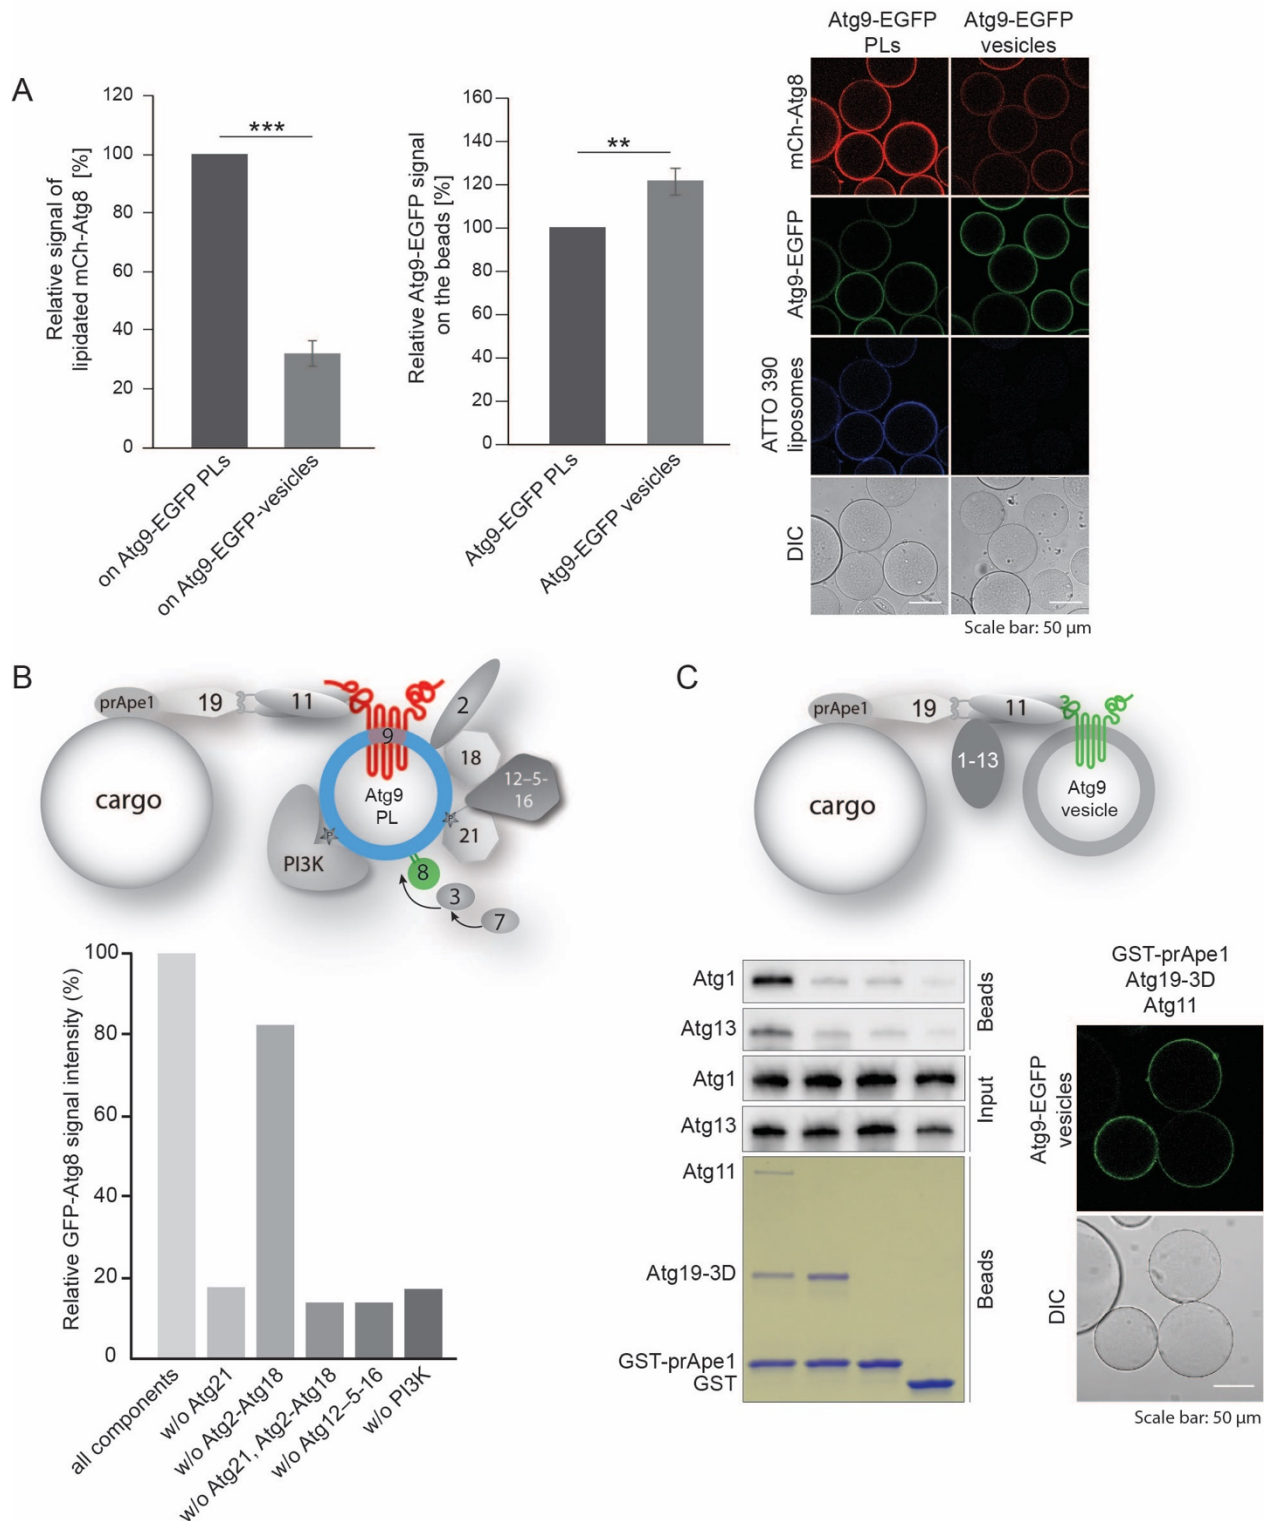 Atg9-EGFP
PLs
Atg9-EGFP
vesicles
A
Relative signal of
lipidated mCh-Atg8 [%]
120
100
80
60
40
20
0
***
on Atg9-EGFP PLs
on Atg9-EGFP-vesicles
Relative Atg9-EGFP signal
on the beads [%]
160
140
120
100
80
60
40
20
0
**
Atg9-EGFP PLs
Atg9-EGFP vesicles
mCh-Atg8
Atg9-EGFP
ATTO 390
liposomes
DIC
Scale bar: 50 µm
B
prApe1
19
11
9
2
18
12–5-
16
21
P
P
Atg9
PL
cargo
PI3K
8
3
7
Relative GFP-Atg8 signal intensity (%)
100
80
60
40
20
0
all components
w/o Atg21
w/o Atg2-Atg18
w/o Atg21, Atg2-Atg18
w/o Atg12–5-16
w/o PI3K
C
prApe1
19
11
1-13
cargo
Atg9
vesicle
Atg1
Atg13
Beads
Atg1
Atg13
Input
Atg11
Atg19-3D
GST-prApe1
GST
Beads
GST-prApe1
Atg19-3D
Atg11
Atg9-EGFP
vesicles
DIC
Scale bar: 50 µm